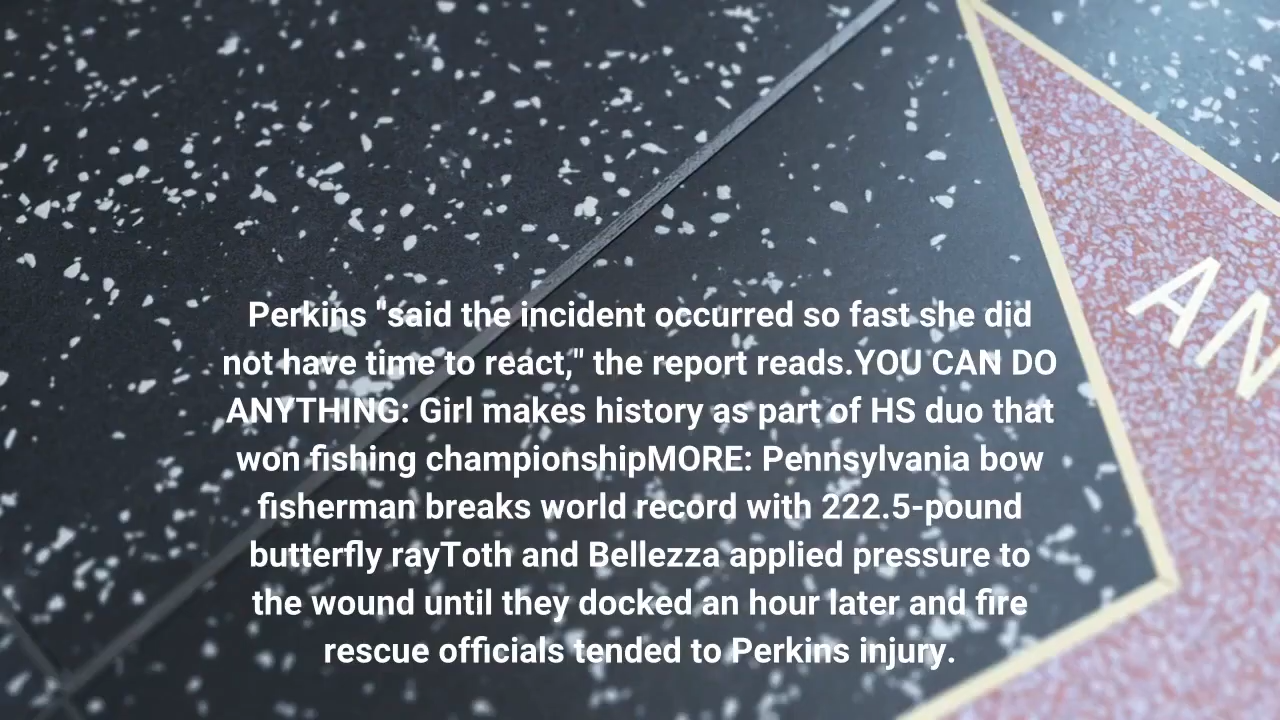 Perkins "said the incident occurred so fast she did
not have time to react," the report reads.YOU CAN DO
ANYTHING: Girl makes history as part of HS duo that
won fishing championshipMORE: Pennsylvania bow
fisherman breaks world record with 222.5-pound
butterfly rayToth and Bellezza applied pressure to
the wound until they docked an hour later and fire
rescue officials tended to Perkins injury.
AN